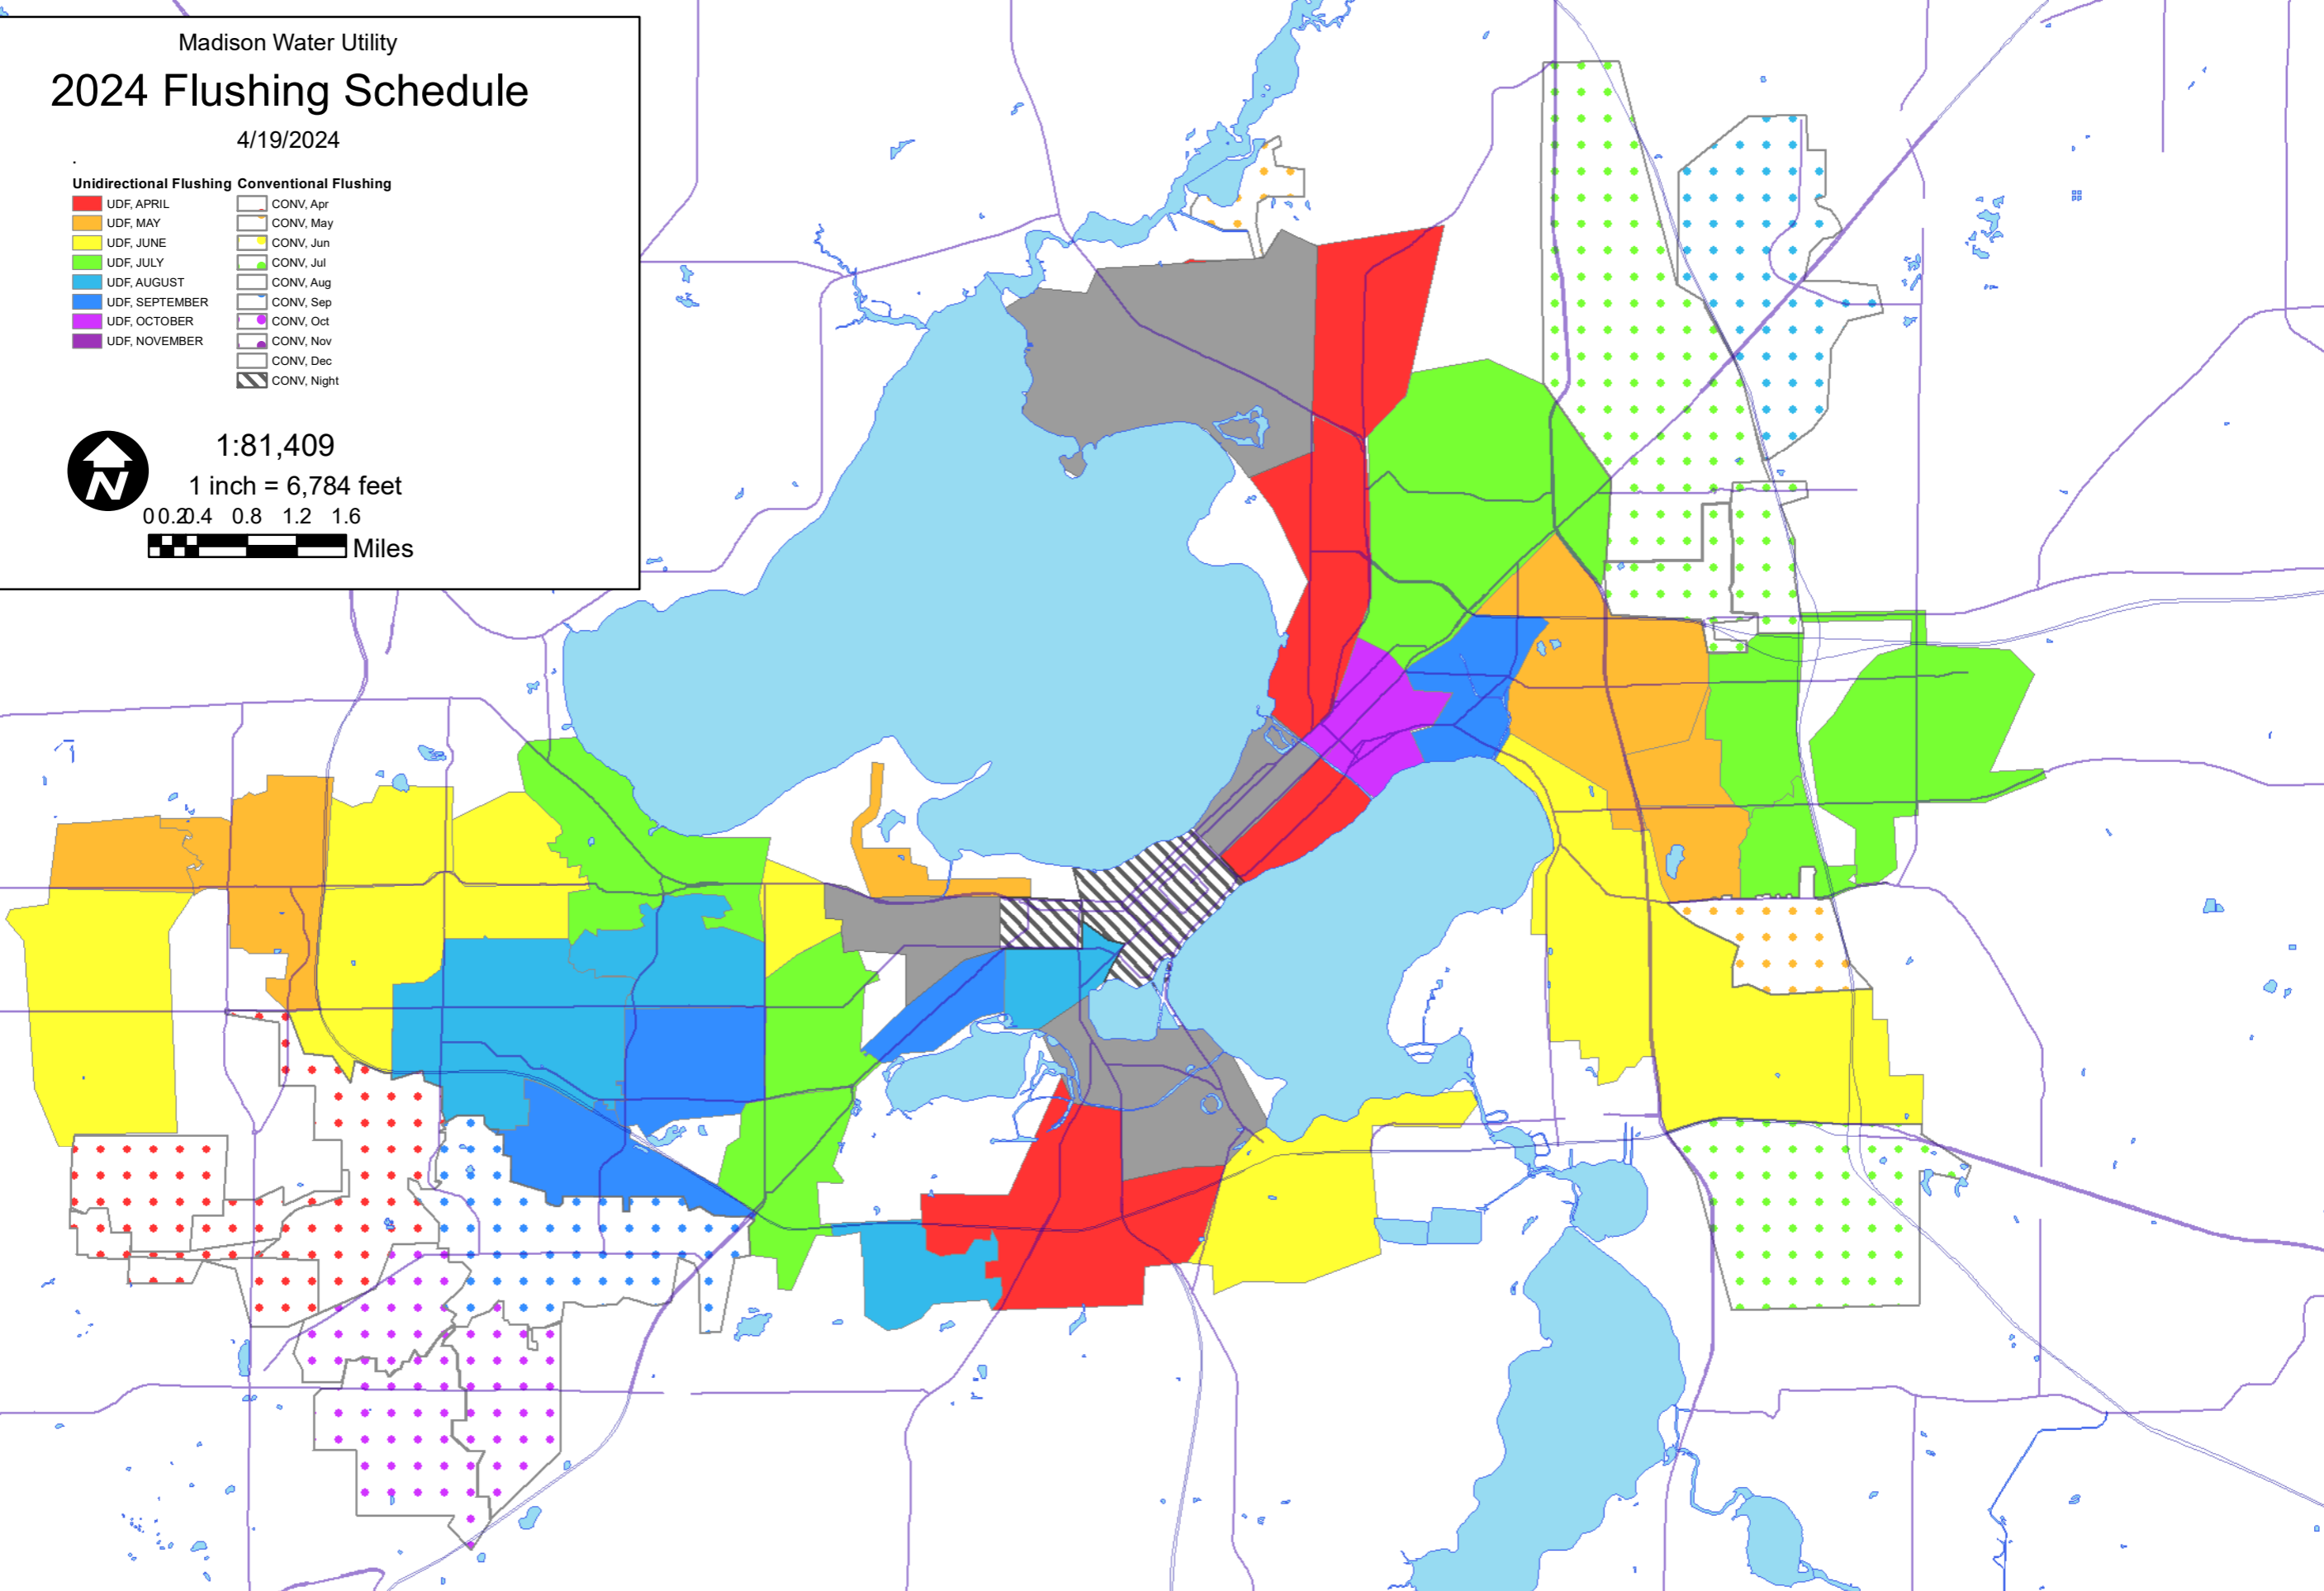 Madison Water Utility
2024 Flushing Schedule
4/19/2024
.
Unidirectional Flushing Conventional Flushing
UDF, APRIL CONV, Apr
UDF, MAY CONV, May
UDF, JUNE CONV, Jun
UDF, JULY CONV, Jul
UDF, AUGUST CONV, Aug
UDF, SEPTEMBER CONV, Sep
UDF, OCTOBER CONV, Oct
UDF, NOVEMBER CONV, Nov
CONV, Dec
CONV, Night
N
1:81,409
1 inch = 6,784 feet
0 0.2 0.4 0.8 1.2 1.6
Miles